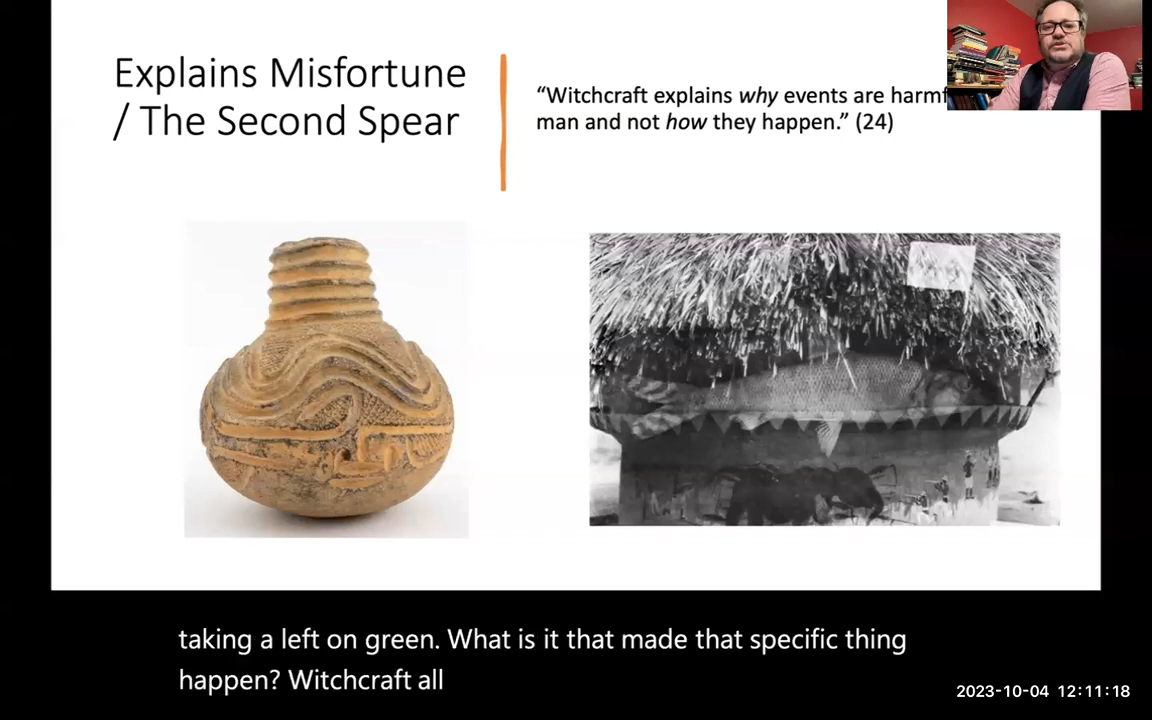 Explains Misfortune
/ The Second Spear
“Witchcraft explains why events are
man and not how they happen.” (24)
taking a left on green. What is it that made that specific thing
happen? Witchcraft all
2023-10-04 12:11:18